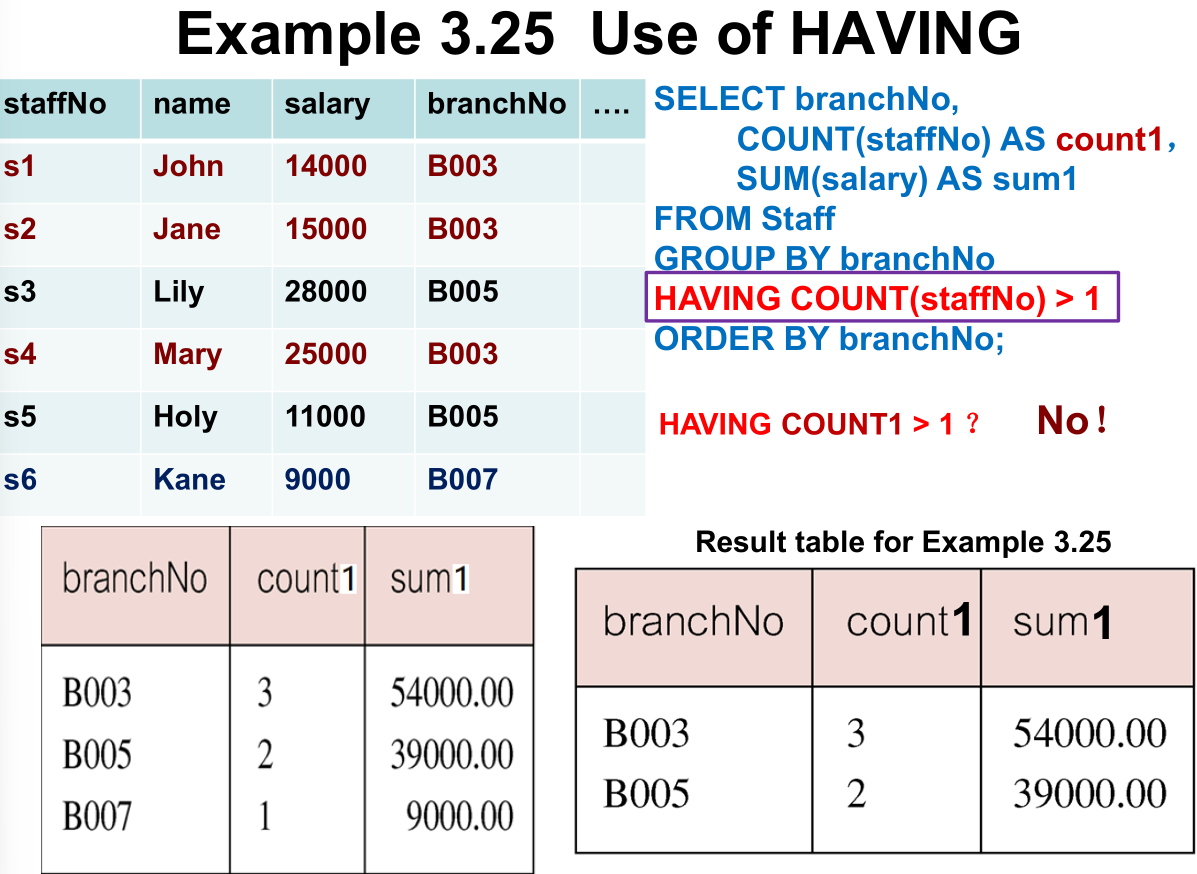 Example 3.25 Use of HAVING
staffNo name salary branchNo ....
s1 John 14000 B003
s2 Jane 15000 B003
s3 Lily 28000 B005
s4 Mary 25000 B003
s5 Holy 11000 B005
s6 Kane 9000 B007
SELECT branchNo,
COUNT(staffNo) AS count1，
SUM(salary) AS sum1
FROM Staff
GROUP BY branchNo
HAVING COUNT(staffNo) > 1
ORDER BY branchNo;
HAVING COUNT1 > 1 ？ No！
branchNo count1 sum1
B003 3 54000.00
B005 2 39000.00
B007 1 9000.00
Result table for Example 3.25
branchNo count1 sum1
B003 3 54000.00
B005 2 39000.00